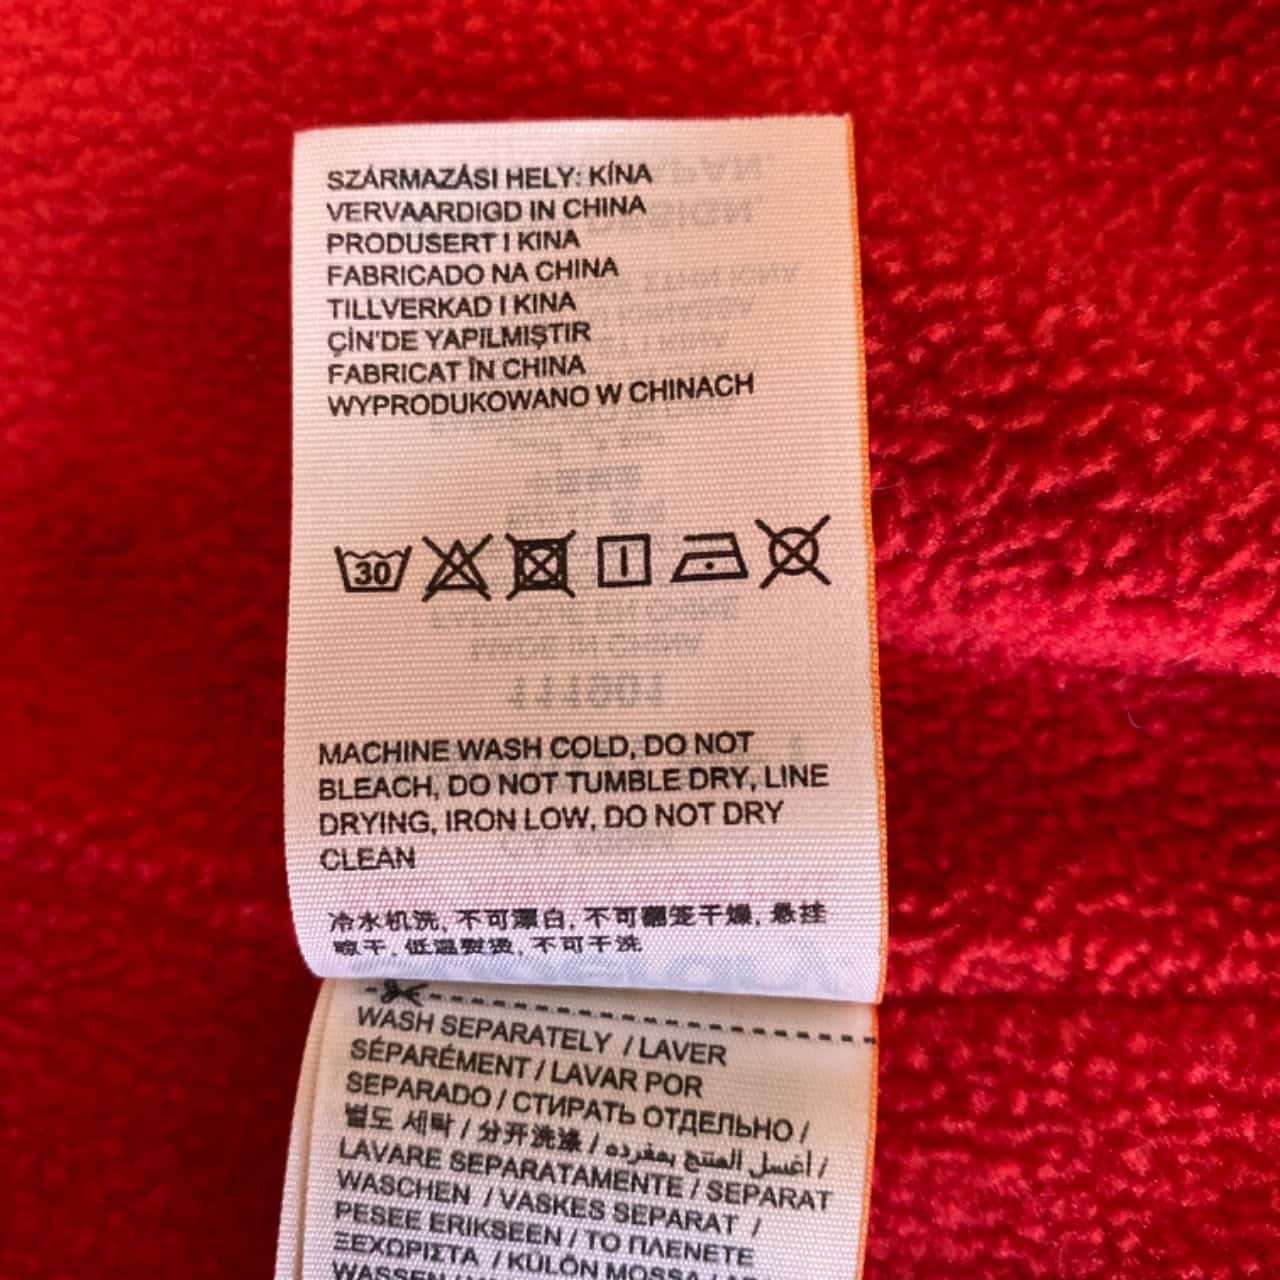 SZÁRMAZÁSI HELY: KÍNA
VERVAARDIGD IN CHINA
PRODUSERT I KINA
FABRICADO NA CHINA
TILLVERKAD I KINA
ÇİN'DE YAPILMIŞTIR
FABRICAT ÎN CHINA
WYPRODUKOWANO W CHINACH
30
MACHINE WASH COLD, DO NOT
BLEACH, DO NOT TUMBLE DRY, LINE
DRYING, IRON LOW, DO NOT DRY
CLEAN
冷水机洗, 不可漂白, 不可翻笼干燥, 悬挂
晾干, 低温熨烫, 不可干洗
WASH SEPARATELY / LAVER
SÉPARÉMENT / LAVAR POR
SEPARADO / СТИРАТЬ ОТДЕЛЬНО /
별도 세탁 / 分开洗涤 / أغسل المنتج بمفرده /
LAVARE SEPARATAMENTE / SEPARAT
WASCHEN / VASKES SEPARAT /
PESEE ERIKSEEN / ΤΟ ΠΛΕΝΕΤΕ
ΞΕΧΩΡΙΣΤΑ / KÜLÖN MOSSA /
WASSEN